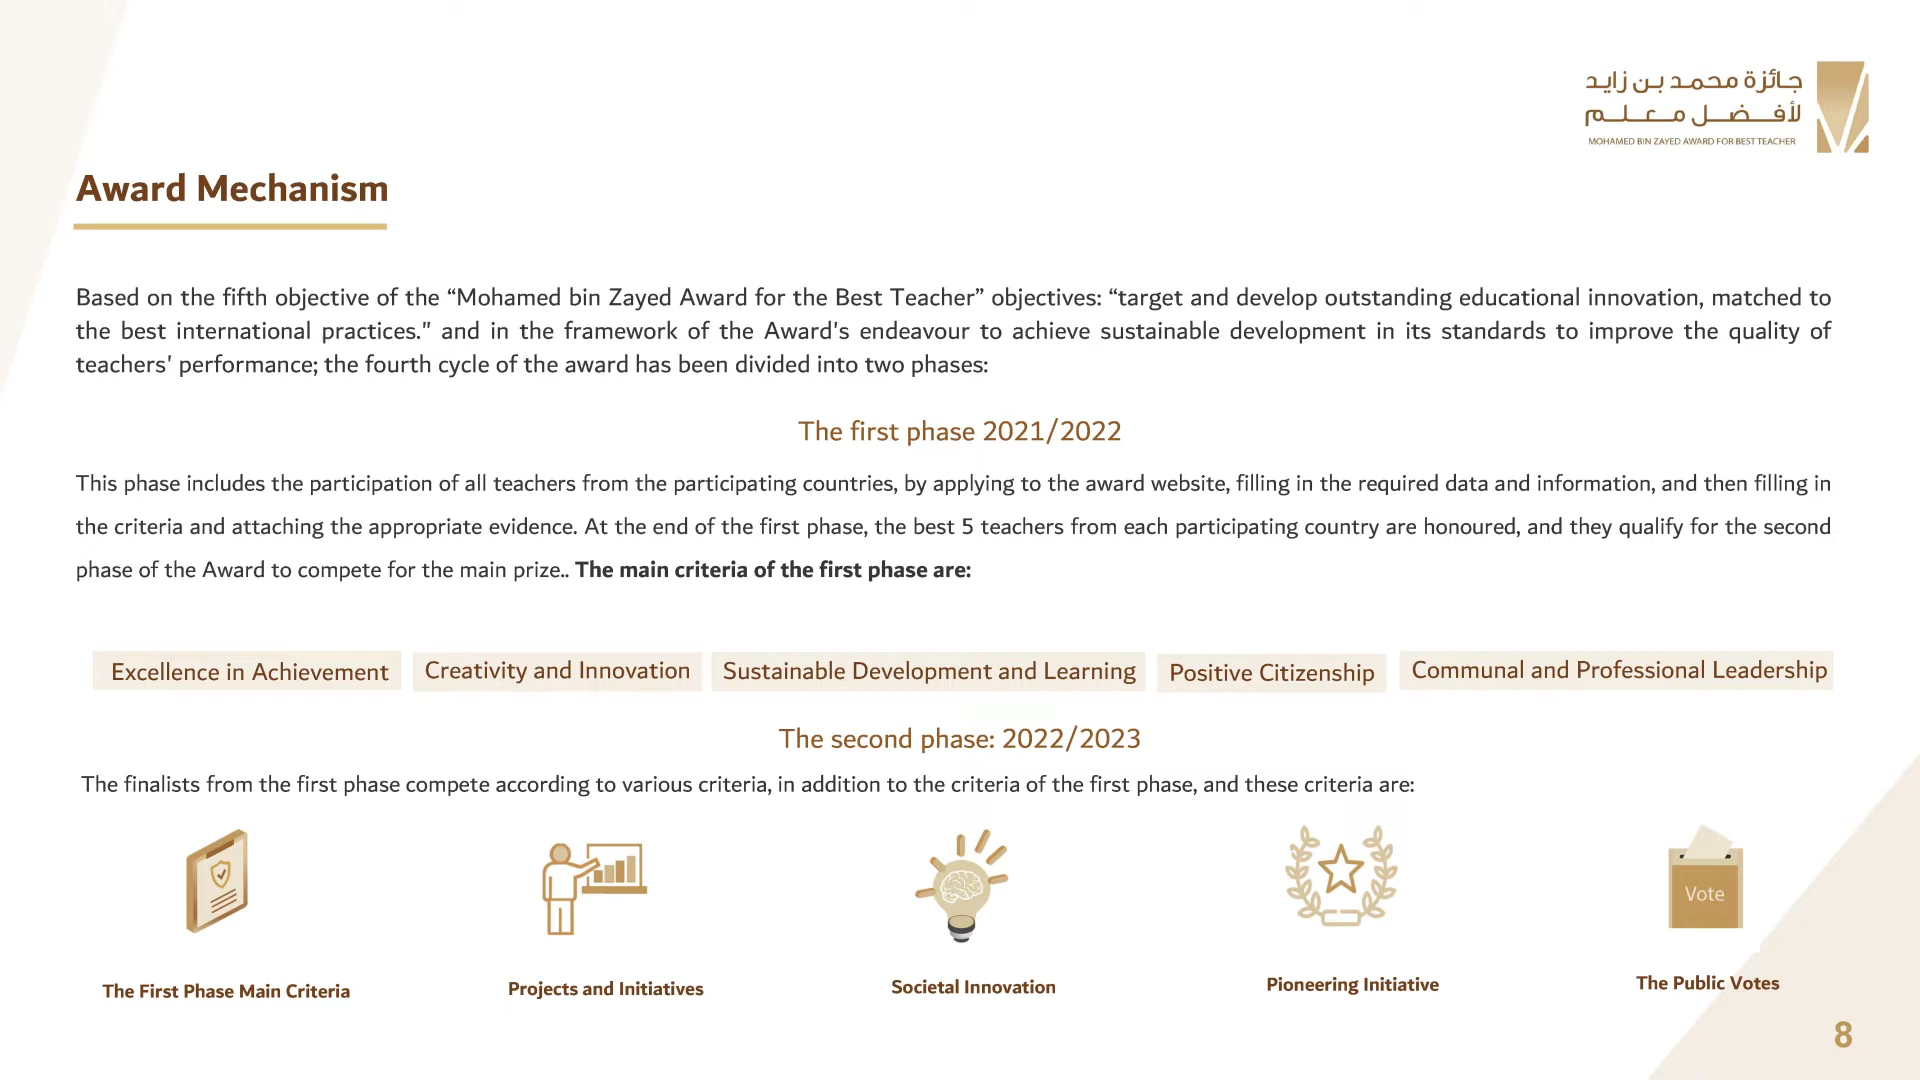 جائزة محمد بن زايد
لأفضل معلم
MOHAMED BIN ZAYED AWARD FOR BEST TEACHER
Award Mechanism
Based on the fifth objective of the “Mohamed bin Zayed Award for the Best Teacher” objectives: “target and develop outstanding educational innovation, matched to
the best international practices." and in the framework of the Award's endeavour to achieve sustainable development in its standards to improve the quality of
teachers' performance; the fourth cycle of the award has been divided into two phases:
The first phase 2021/2022
This phase includes the participation of all teachers from the participating countries, by applying to the award website, filling in the required data and information, and then filling in
the criteria and attaching the appropriate evidence. At the end of the first phase, the best 5 teachers from each participating country are honoured, and they qualify for the second
phase of the Award to compete for the main prize.. The main criteria of the first phase are:
Excellence in Achievement
Creativity and Innovation
Sustainable Development and Learning
Positive Citizenship
Communal and Professional Leadership
The second phase: 2022/2023
The finalists from the first phase compete according to various criteria, in addition to the criteria of the first phase, and these criteria are:
Vote
The First Phase Main Criteria
Projects and Initiatives
Societal Innovation
Pioneering Initiative
The Public Votes
8